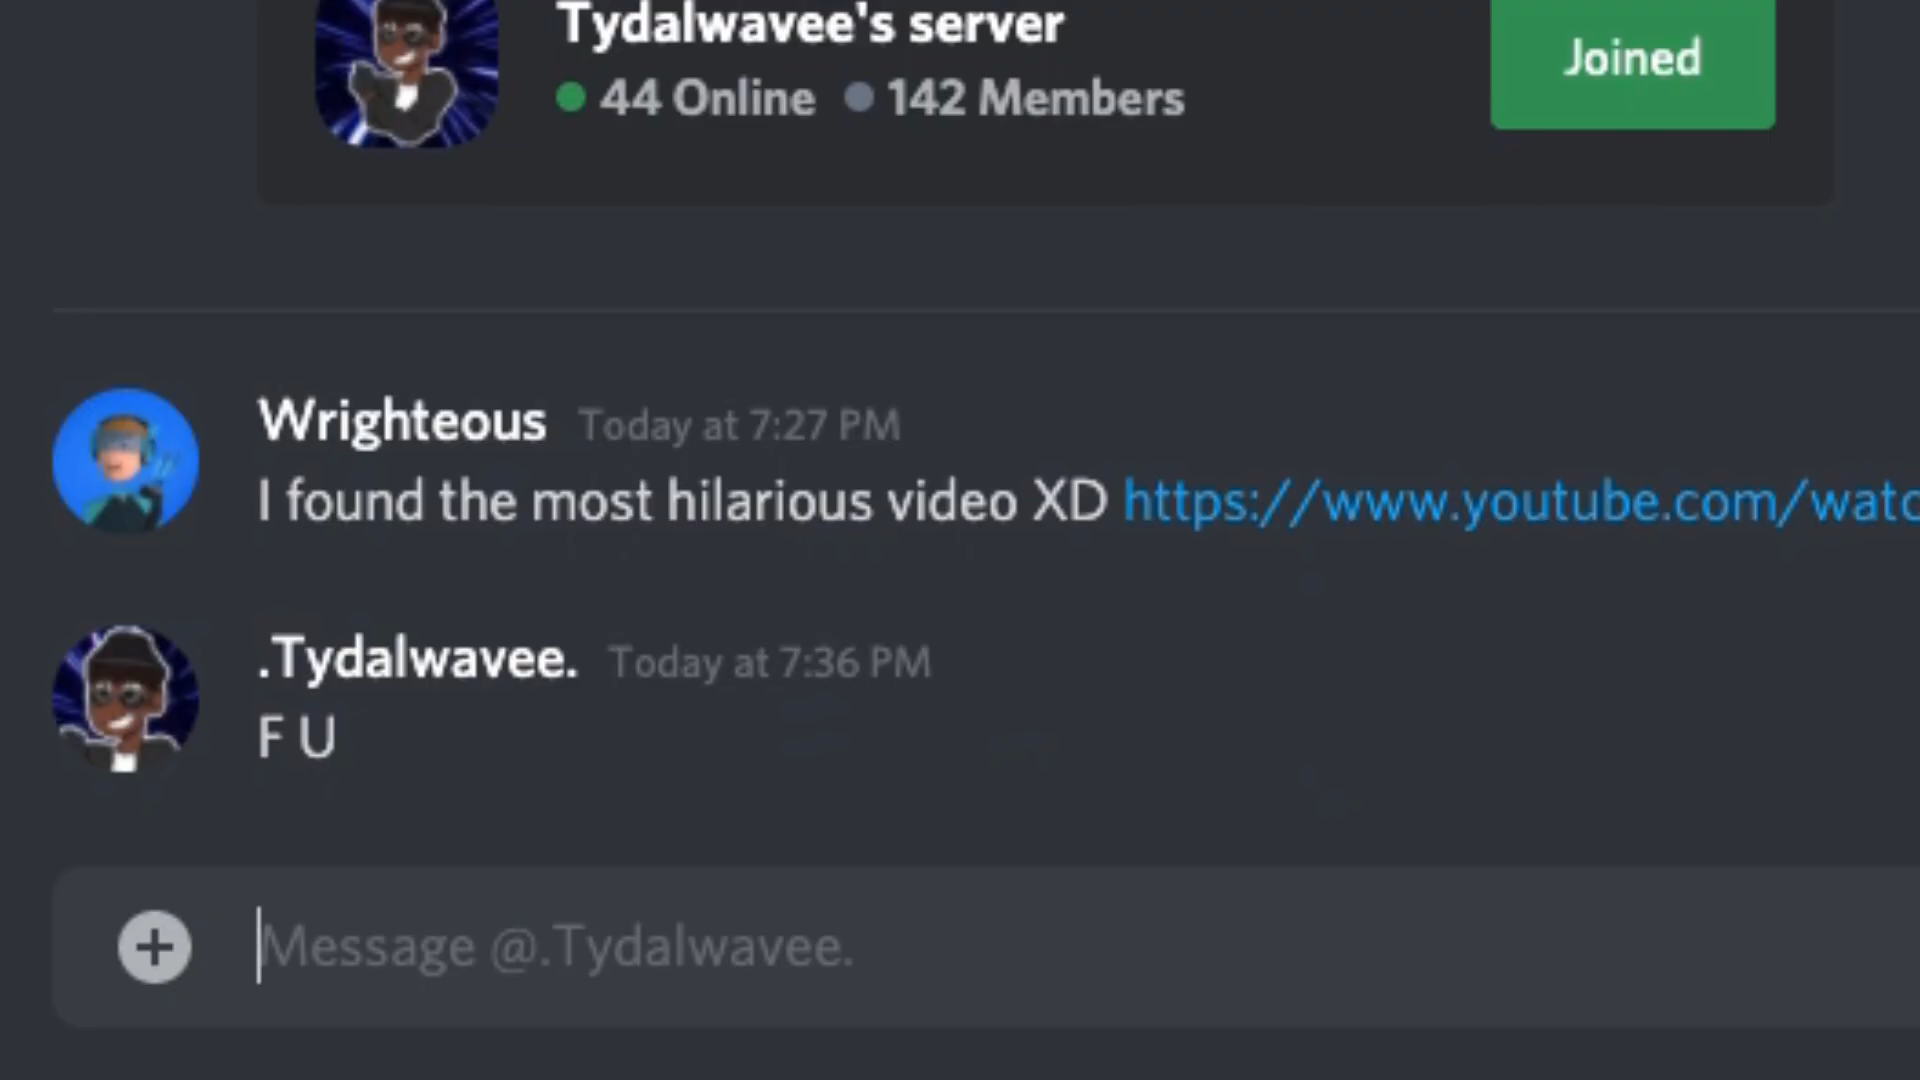 Tydalwavee's server
44 Online 142 Members
Joined
Wrighteous Today at 7:27 PM
I found the most hilarious video XD https://www.youtube.com/watc
.Tydalwavee. Today at 7:36 PM
F U
Message @.Tydalwavee.